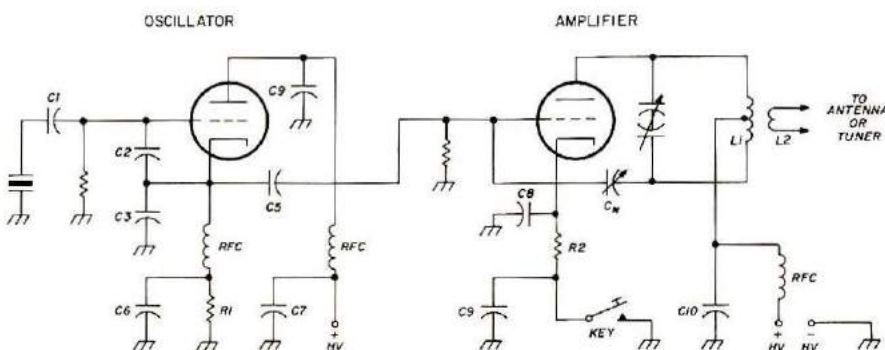 OSCILLATOR
AMPLIFIER
C1
C9
C2
C3
C5
RFC
RFC
C6
R1
C7
+
HV
C8
CN
R2
C9
KEY
L1
L2
TO
ANTENNA
OR
TUNER
RFC
C10
+
HV
-
HV